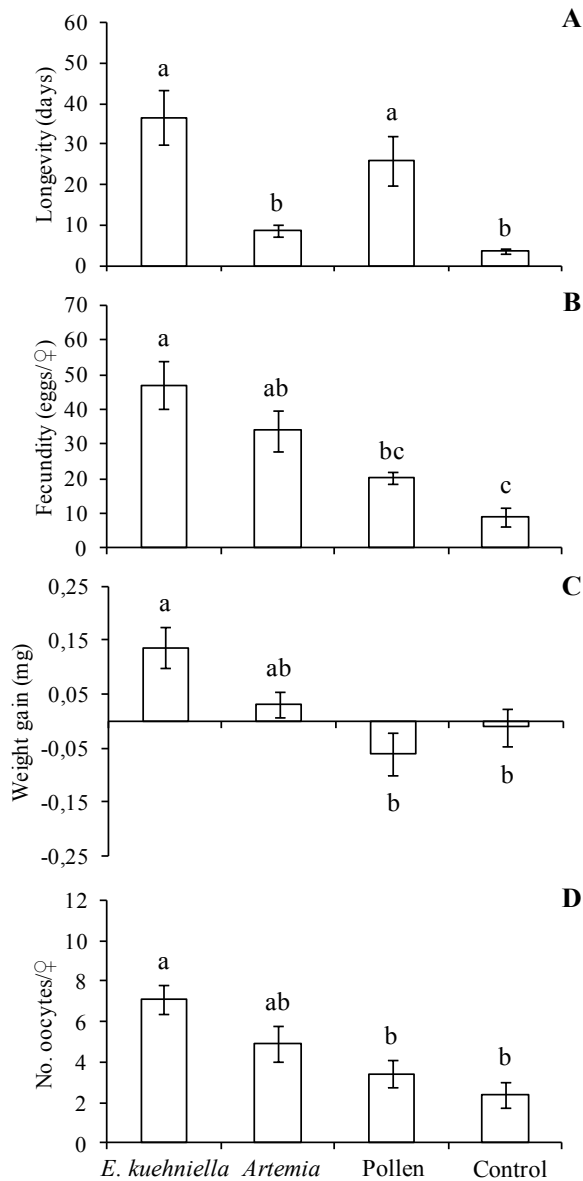 A
60
50
40
30
20
10
0
Longevity (days)
a
b
a
b
B
70
60
50
40
30
20
10
0
Fecundity (eggs/♀)
a
ab
bc
c
C
0,25
0,15
0,05
-0,05
-0,15
-0,25
Weight gain (mg)
a
ab
b
b
D
12
10
8
6
4
2
0
No. oocytes/♀
a
ab
b
b
E. kuehniella Artemia Pollen Control